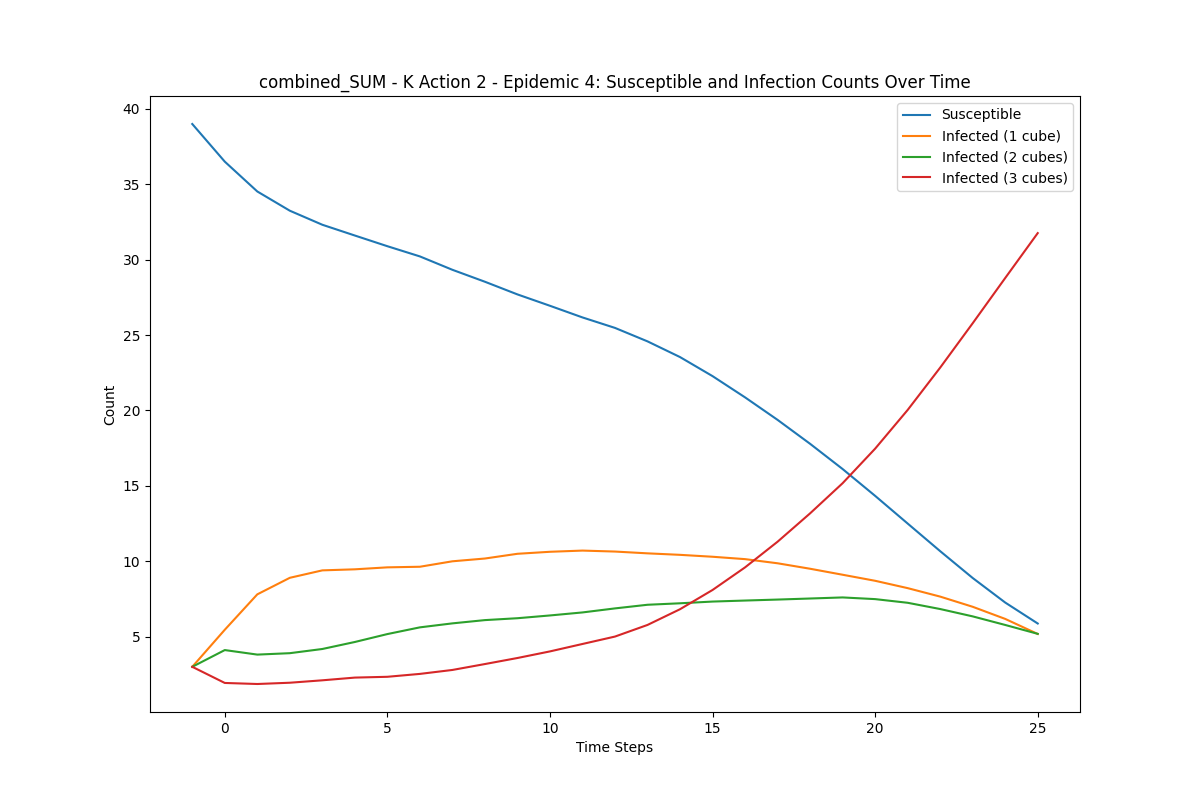 combined_SUM - K Action 2 - Epidemic 4: Susceptible and Infection Counts Over Time
Susceptible
Infected (1 cube)
Infected (2 cubes)
Infected (3 cubes)
Count
40
35
30
25
20
15
10
5
0 5 10 15 20 25
Time Steps